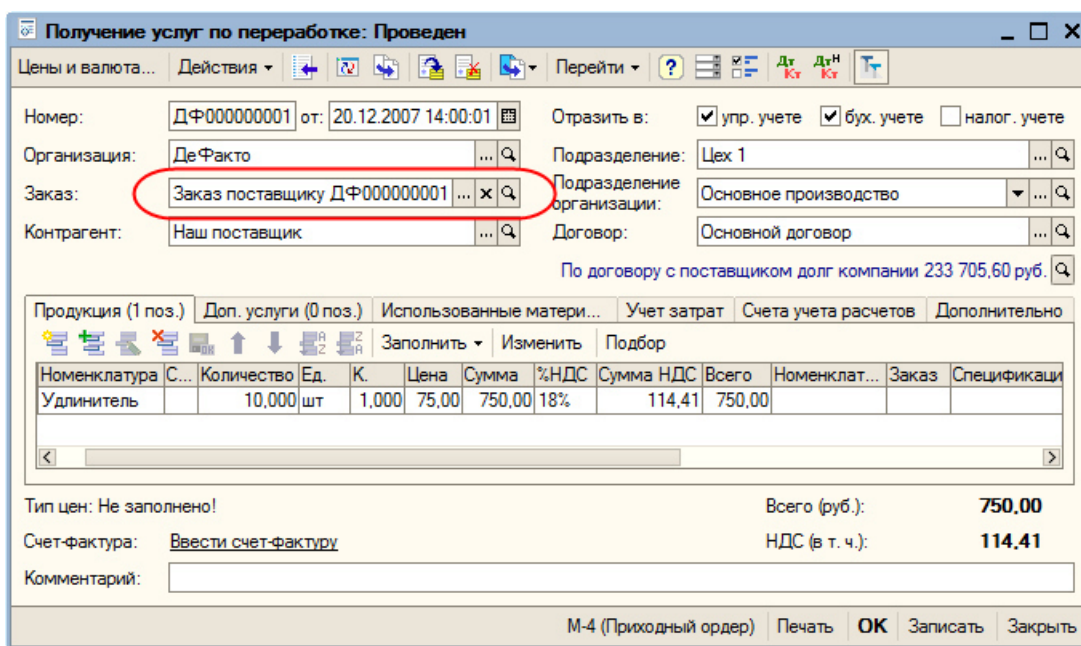 Получение услуг по переработке: Проведен
Цены и валюта... Действия Перейти
Номер: ДФ000000001 от: 20.12.2007 14:00:01 Отразить в: упр. учете бух. учете налог. учете
Организация: ДеФакто Подразделение: Цех 1
Заказ: Заказ поставщику ДФ000000001 Подразделение организации: Основное производство
Контрагент: Наш поставщик Договор: Основной договор
По договору с поставщиком долг компании 233 705,60 руб.
Продукция (1 поз.) Доп. услуги (0 поз.) Использованные матери... Учет затрат Счета учета расчетов Дополнительно
Заполнить Изменить Подбор
Номенклатура С... Количество Ед. К. Цена Сумма %НДС Сумма НДС Всего Номенклат... Заказ Спецификаци
Удлинитель 10,000 шт 1,000 75,00 750,00 18% 114,41 750,00
Тип цен: Не заполнено! Всего (руб.): 750,00
Счет-фактура: Ввести счет-фактуру НДС (в т. ч.): 114,41
Комментарий:
М-4 (Приходный ордер) Печать OK Записать Закрыть